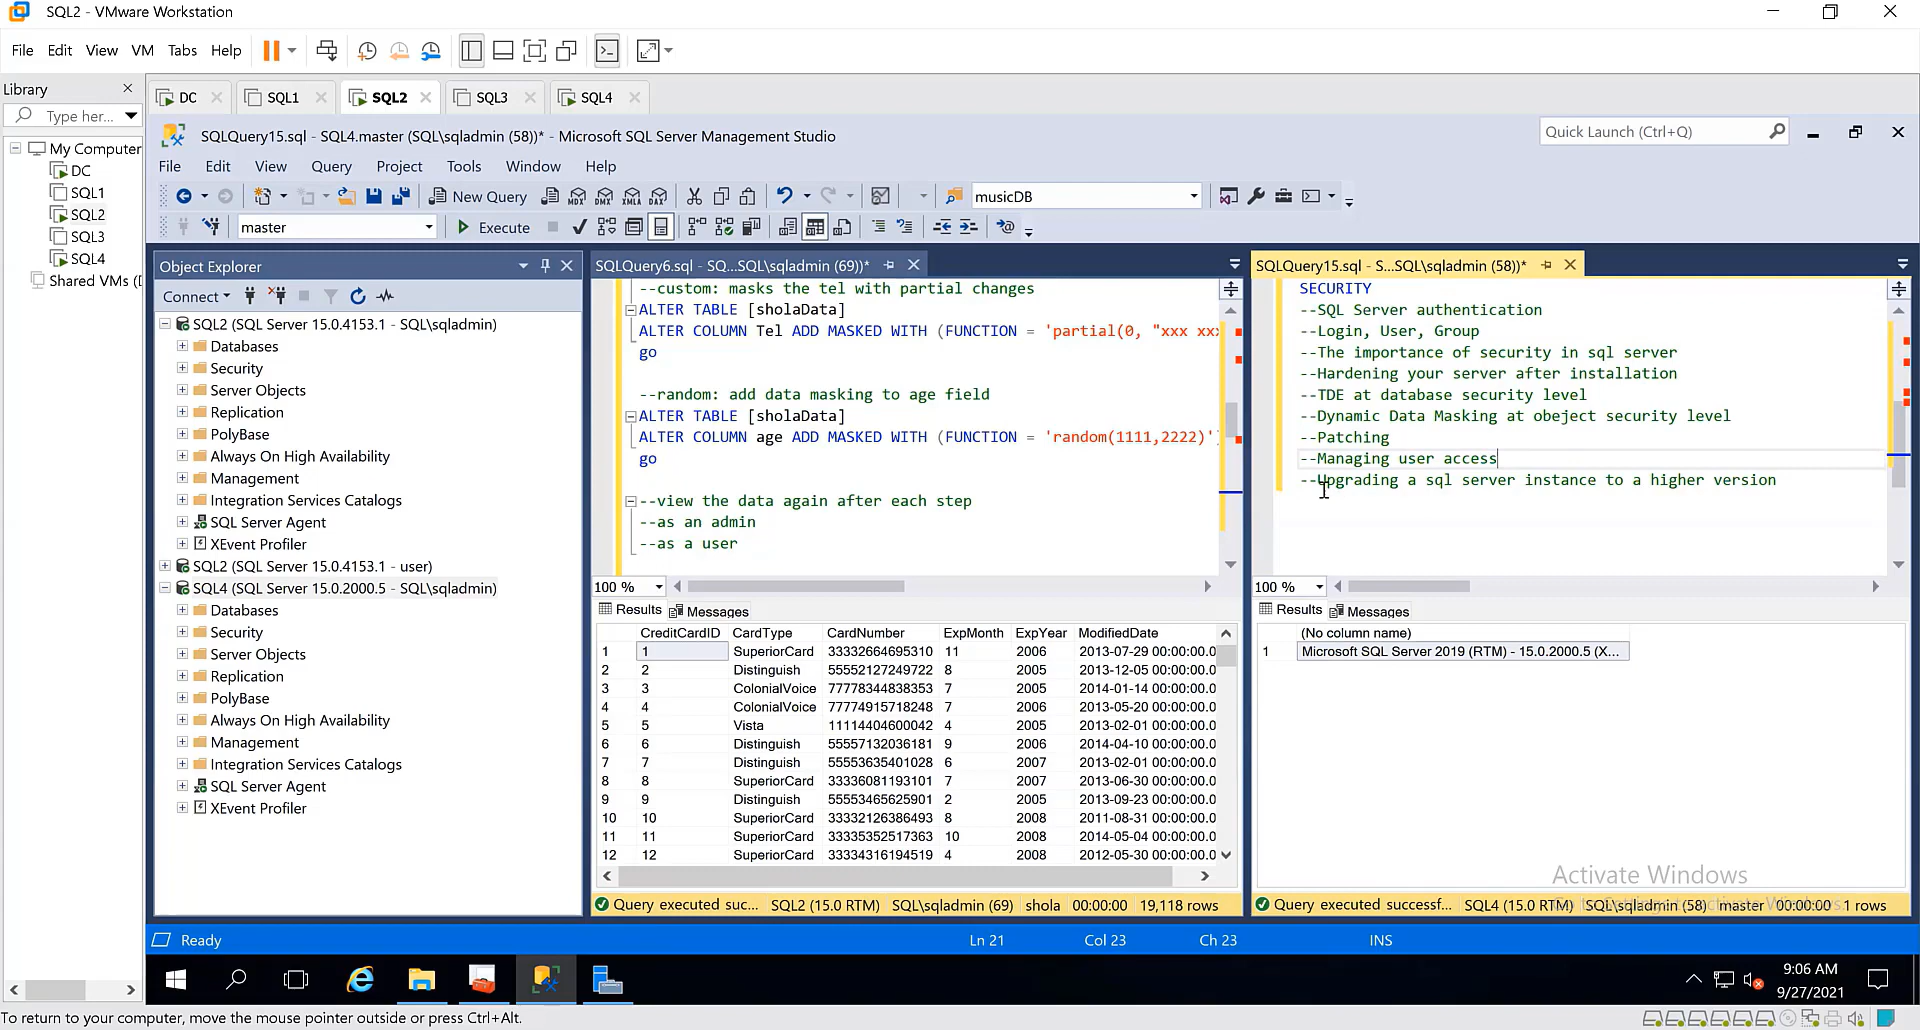 SQL2 - VMware Workstation
File Edit View VM Tabs Help
Library
Type her...
My Computer
DC
SQL1
SQL2
SQL3
SQL4
Shared VMs (
DC SQL1 SQL2 SQL3 SQL4
SQLQuery15.sql - SQL4.master (SQL\sqladmin (58))* - Microsoft SQL Server Management Studio
Quick Launch (Ctrl+Q)
File Edit View Query Project Tools Window Help
New Query
MDX DMX XMLA DAX
musicDB
master
Execute
Object Explorer
Connect
SQL2 (SQL Server 15.0.4153.1 - SQL\sqladmin)
Databases
Security
Server Objects
Replication
PolyBase
Always On High Availability
Management
Integration Services Catalogs
SQL Server Agent
XEvent Profiler
SQL2 (SQL Server 15.0.4153.1 - user)
SQL4 (SQL Server 15.0.2000.5 - SQL\sqladmin)
Databases
Security
Server Objects
Replication
PolyBase
Always On High Availability
Management
Integration Services Catalogs
SQL Server Agent
XEvent Profiler
SQLQuery6.sql - SQ...SQL\sqladmin (69))*
--custom: masks the tel with partial changes
ALTER TABLE [sholaData]
ALTER COLUMN Tel ADD MASKED WITH (FUNCTION = 'partial(0, "xxx xx
go
--random: add data masking to age field
ALTER TABLE [sholaData]
ALTER COLUMN age ADD MASKED WITH (FUNCTION = 'random(1111,2222)'
go
--view the data again after each step
--as an admin
--as a user
100 %
Results Messages
CreditCardID CardType CardNumber ExpMonth ExpYear ModifiedDate
1 1 SuperiorCard 33332664695310 11 2006 2013-07-29 00:00:00.0
2 2 Distinguish 55552127249722 8 2005 2013-12-05 00:00:00.0
3 3 ColonialVoice 77778344838353 7 2005 2014-01-14 00:00:00.0
4 4 ColonialVoice 77774915718248 7 2006 2013-05-20 00:00:00.0
5 5 Vista 11114404600042 4 2005 2013-02-01 00:00:00.0
6 6 Distinguish 55557132036181 9 2006 2014-04-10 00:00:00.0
7 7 Distinguish 55553635401028 6 2007 2013-02-01 00:00:00.0
8 8 SuperiorCard 33336081193101 7 2007 2013-06-30 00:00:00.0
9 9 Distinguish 55553465625901 2 2005 2013-09-23 00:00:00.0
10 10 SuperiorCard 33332126386493 8 2008 2011-08-31 00:00:00.0
11 11 SuperiorCard 33335352517363 10 2008 2014-05-04 00:00:00.0
12 12 SuperiorCard 33334316194519 4 2008 2012-05-30 00:00:00.0
Query executed suc... SQL2 (15.0 RTM) SQL\sqladmin (69) shola 00:00:00 19,118 rows
SQLQuery15.sql - S...SQL\sqladmin (58))*
SECURITY
--SQL Server authentication
--Login, User, Group
--The importance of security in sql server
--Hardening your server after installation
--TDE at database security level
--Dynamic Data Masking at obeject security level
--Patching
--Managing user access
--Upgrading a sql server instance to a higher version
100 %
Results Messages
(No column name)
1 Microsoft SQL Server 2019 (RTM) - 15.0.2000.5 (X...
Activate Windows
Query executed successf... SQL4 (15.0 RTM) SQL\sqladmin (58) master 00:00:00 1 rows
Ready Ln 21 Col 23 Ch 23 INS
9:06 AM
9/27/2021
To return to your computer, move the mouse pointer outside or press Ctrl+Alt.